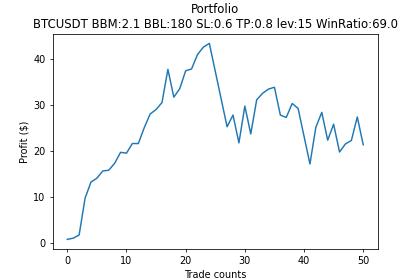 Portfolio
BTCUSDT BBM:2.1 BBL:180 SL:0.6 TP:0.8 lev:15 WinRatio:69.0
40
30
20
10
0
Profit ($)
0 10 20 30 40 50
Trade counts